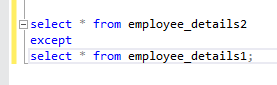 select * from employee_details2
except
select * from employee_details1;